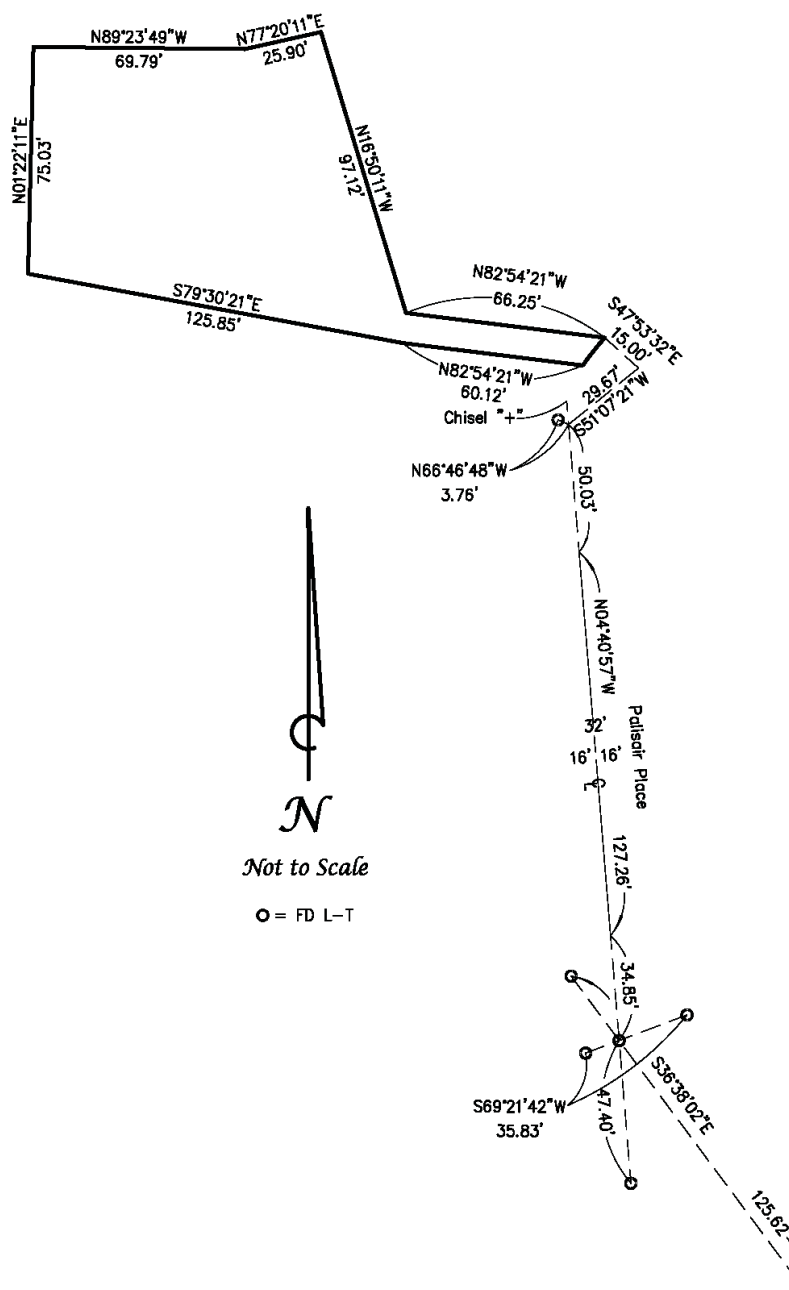 N89°23'49"W
69.79'
N77°20'11"E
25.90'
N01°22'11"E
75.03'
N16°50'11"W
97.12'
S79°30'21"E
125.85'
N82°54'21"W
66.25'
S47°53'32"E
15.00'
N82°54'21"W
60.12'
29.67'
S51°07'21"W
Chisel "+"
N66°46'48"W
3.76'
50.03'
N04°40'57"W
32'
16' 16'
Palisair Place
℄
N
Not to Scale
O = FD L-T
127.26'
34.85'
S69°21'42"W
35.83'
47.40'
S36°38'02"E
125.62